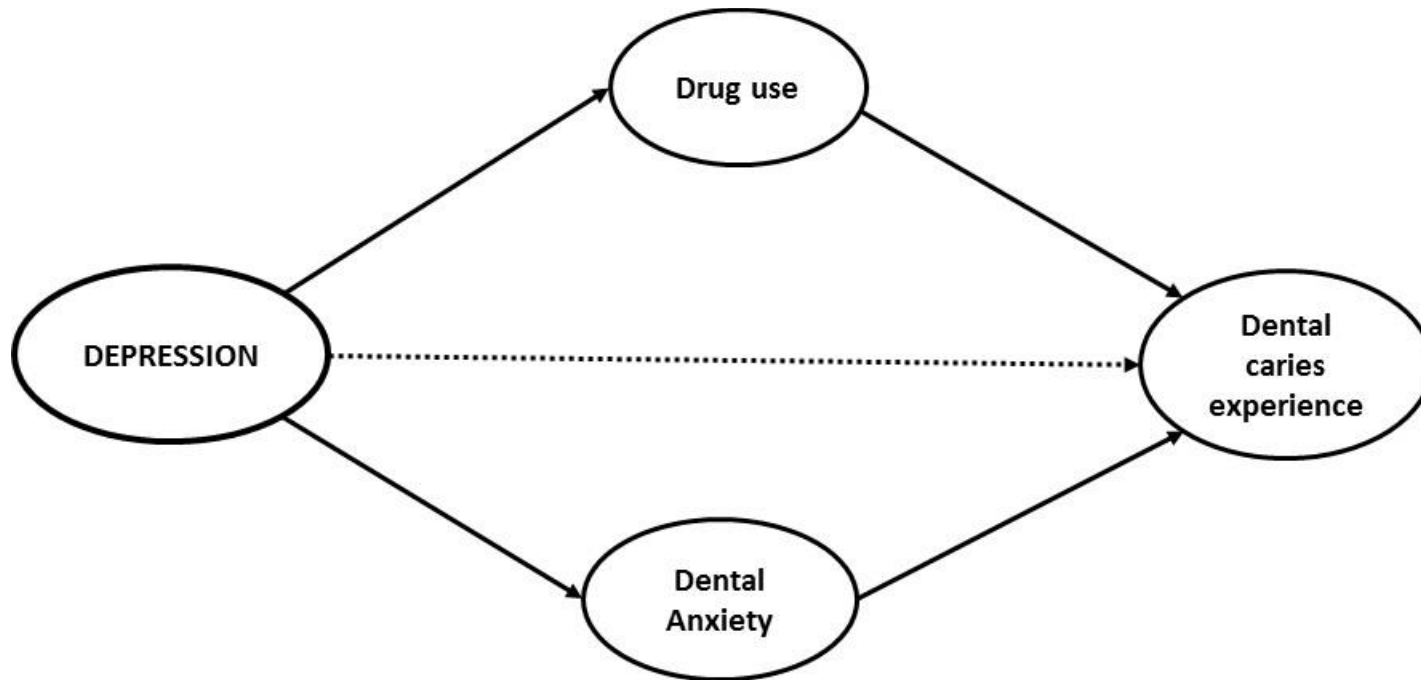 Drug use
DEPRESSION
Dental
caries
experience
Dental
Anxiety